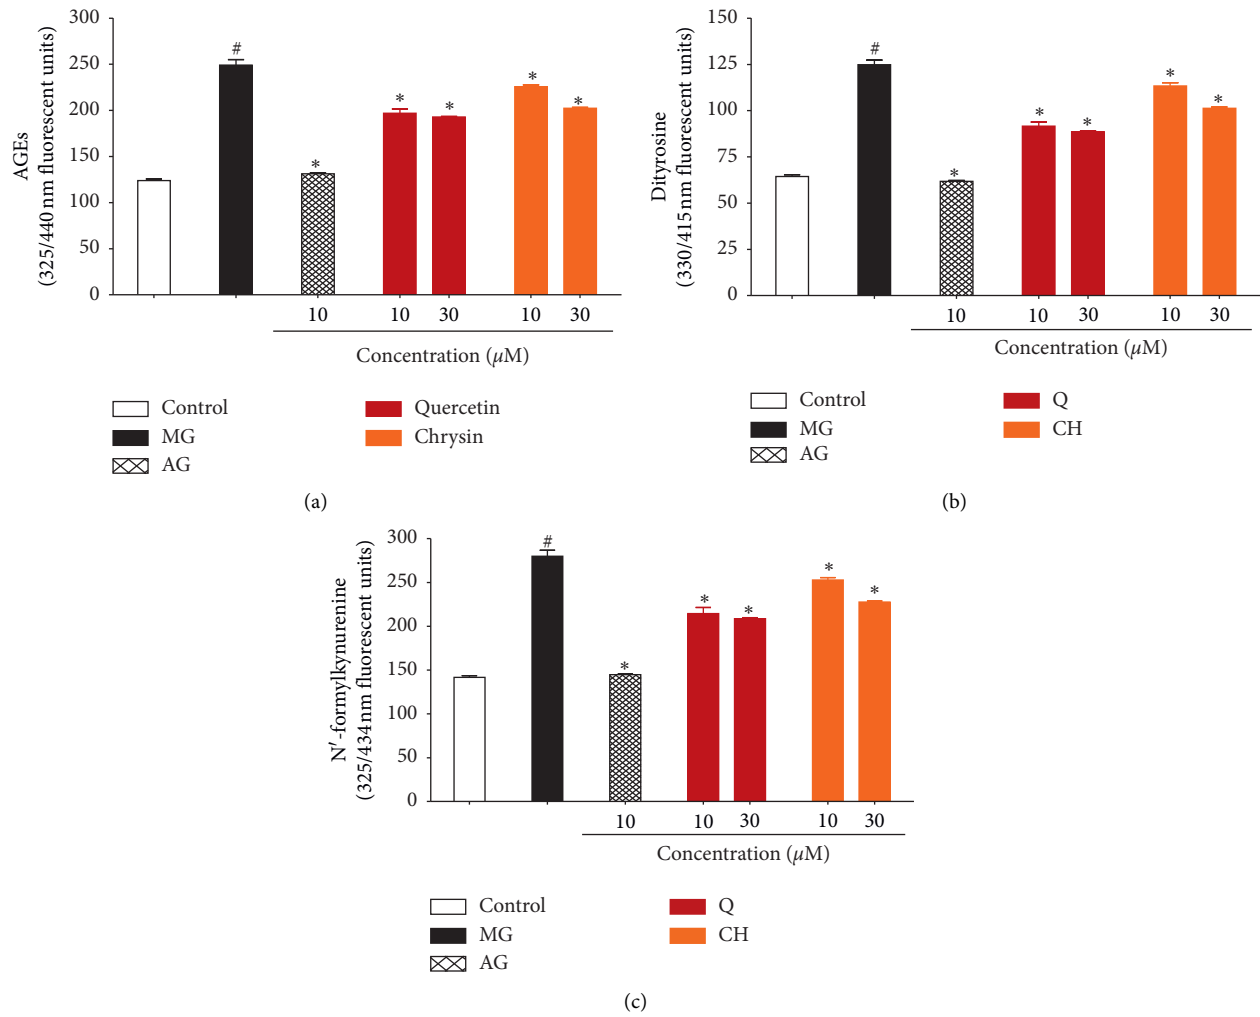 AGEs
(325/440 nm fluorescent units)
300
250
200
150
100
50
0
#
*
*
*
*
*
10
10
30
10
30
Concentration (μM)
Control
MG
AG
Quercetin
Chrysin
(a)
Dityrosine
(330/415 nm fluorescent units)
150
125
100
75
50
25
0
#
*
*
*
*
*
10
10
30
10
30
Concentration (μM)
Control
MG
AG
Q
CH
(b)
N′-formylkynurenine
(325/434 nm fluorescent units)
300
250
200
150
100
50
0
#
*
*
*
*
*
10
10
30
10
30
Concentration (μM)
Control
MG
AG
Q
CH
(c)